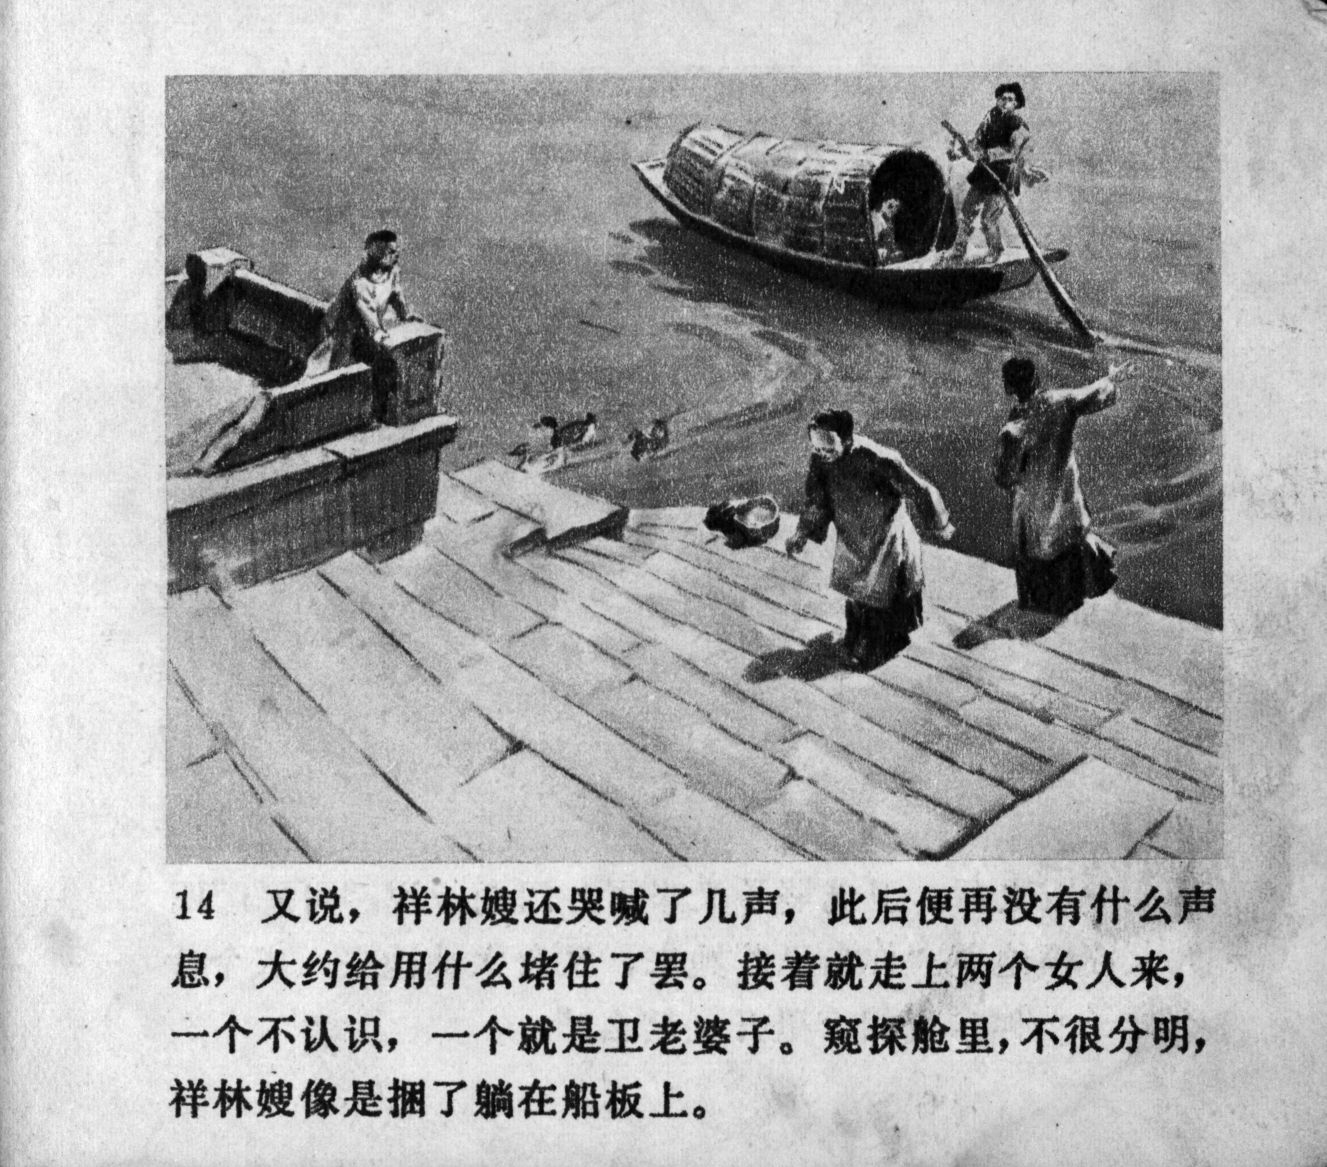 14 又说，祥林嫂还哭喊了几声，此后便再没有什么声
息，大约给用什么堵住了罢。接着就走上两个女人来，
一个不认识，一个就是卫老婆子。窥探舱里，不很分明，
祥林嫂像是捆了躺在船板上。